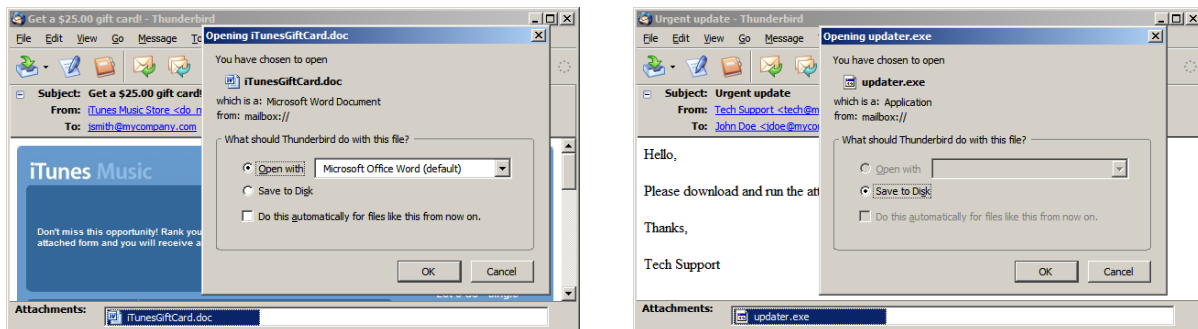 Get a $25.00 gift card! - Thunderbird
File Edit View Go Message
Subject: Get a $25.00 gift card!
From: iTunes Music Store
To: jsmith@mycompany.com
iTunes Music
Don't miss this opportunity! Rank you
attached form and you will receive a
Attachments:
iTunesGiftCard.doc
Opening iTunesGiftCard.doc
You have chosen to open
iTunesGiftCard.doc
which is a: Microsoft Word Document
from: mailbox://
What should Thunderbird do with this file?
Open with Microsoft Office Word (default)
Save to Disk
Do this automatically for files like this from now on.
OK Cancel
Urgent update - Thunderbird
File Edit View Go Message
Subject: Urgent update
From: Tech Support <tech@m
To: John Doe <jdoe@myco
Hello,
Please download and run the att
Thanks,
Tech Support
Attachments:
updater.exe
Opening updater.exe
You have chosen to open
updater.exe
which is a: Application
from: mailbox://
What should Thunderbird do with this file?
Open with
Save to Disk
Do this automatically for files like this from now on.
OK Cancel